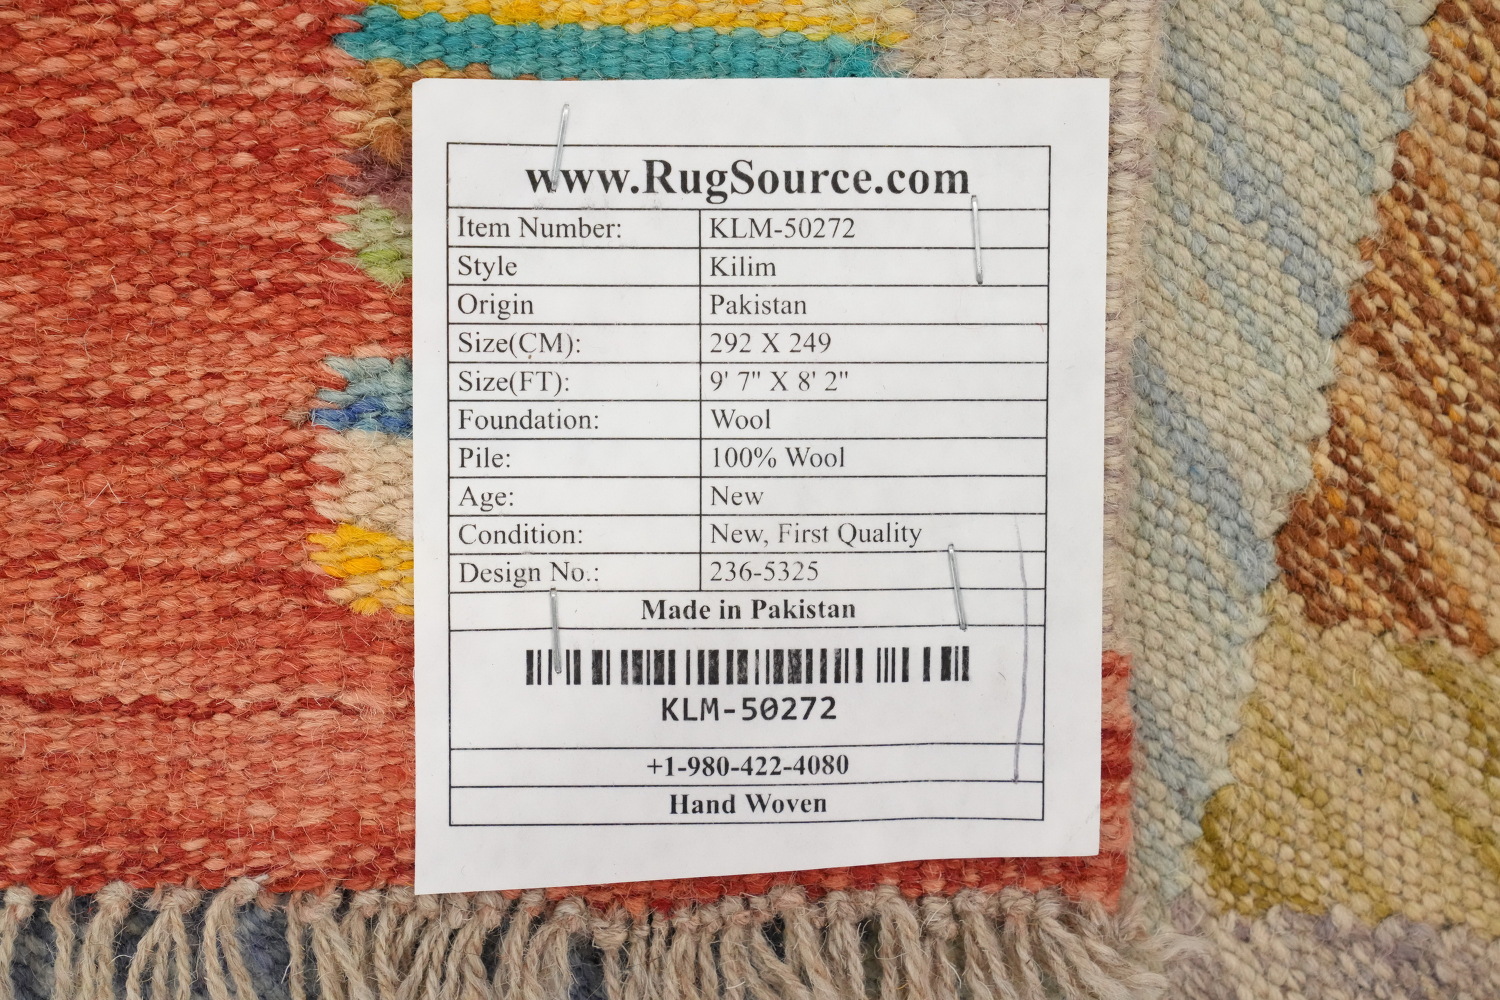 www.RugSource.com
Item Number: KLM-50272
Style Kilim
Origin Pakistan
Size(CM): 292 X 249
Size(FT): 9' 7" X 8' 2"
Foundation: Wool
Pile: 100% Wool
Age: New
Condition: New, First Quality
Design No.: 236-5325
Made in Pakistan
KLM-50272
+1-980-422-4080
Hand Woven